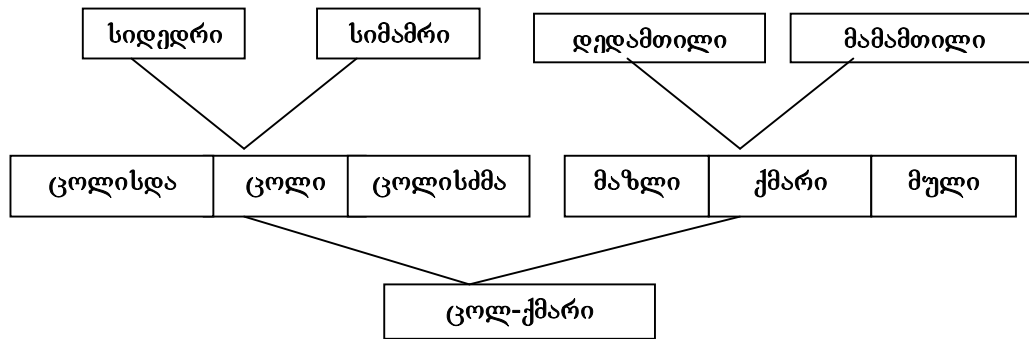 სიდედრი სიმამრი დედამთილი მამამთილი
ცოლისდა ცოლი ცოლისძმა მაზლი ქმარი მული
ცოლ-ქმარი